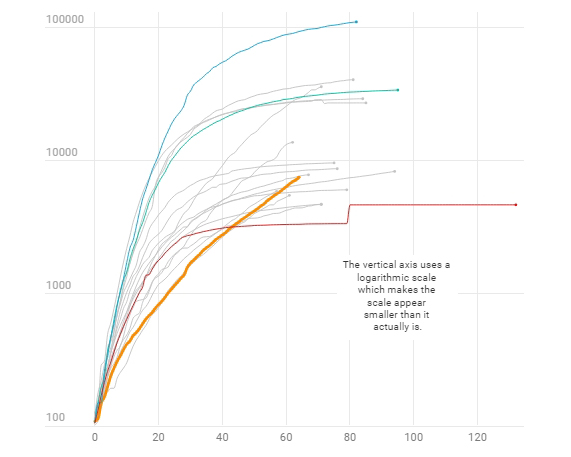 100000
10000
1000
100
The vertical axis uses a
logarithmic scale
which makes the
scale appear
smaller than it
actually is.
0 20 40 60 80 100 120